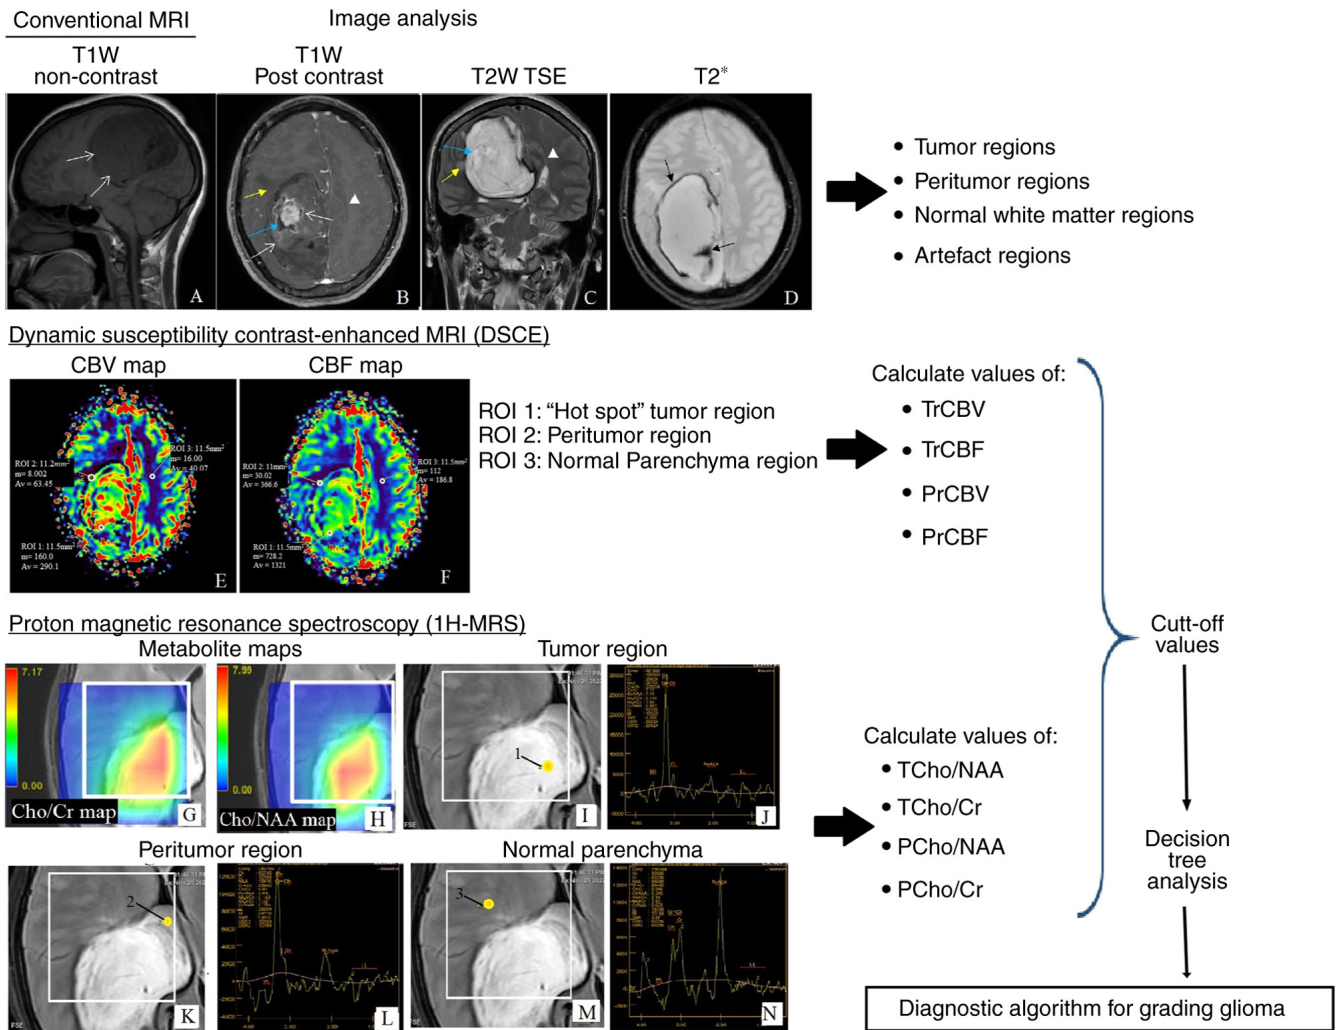 Conventional MRI
Image analysis
T1W
non-contrast
T1W
Post contrast
T2W TSE
T2*
A
B
C
D
• Tumor regions
• Peritumor regions
• Normal white matter regions
• Artefact regions
Dynamic susceptibility contrast-enhanced MRI (DSCE)
CBV map
CBF map
ROI 2: 11.2mm²
m= 8.002
Av = 63.45
ROI 3: 11.5mm²
m= 16.00
Av = 40.07
ROI 1: 11.5mm²
m= 160.0
Av = 290.1
E
ROI 2: 11mm²
m= 30.02
Av = 366.6
ROI 3: 11.5mm²
m= 112
Av = 186.8
ROI 1: 11.5mm²
m= 728.2
Av = 1321
F
ROI 1: “Hot spot” tumor region
ROI 2: Peritumor region
ROI 3: Normal Parenchyma region
Calculate values of:
• TrCBV
• TrCBF
• PrCBV
• PrCBF
Proton magnetic resonance spectroscopy (1H-MRS)
Metabolite maps
Tumor region
7.17
0.00
Cho/Cr map
G
7.99
0.00
Cho/NAA map
H
1
FSE
I
J
Peritumor region
Normal parenchyma
2
FSE
K
L
3
FSE
M
N
Calculate values of:
• TCho/NAA
• TCho/Cr
• PCho/NAA
• PCho/Cr
Cutt-off
values
Decision
tree
analysis
Diagnostic algorithm for grading glioma